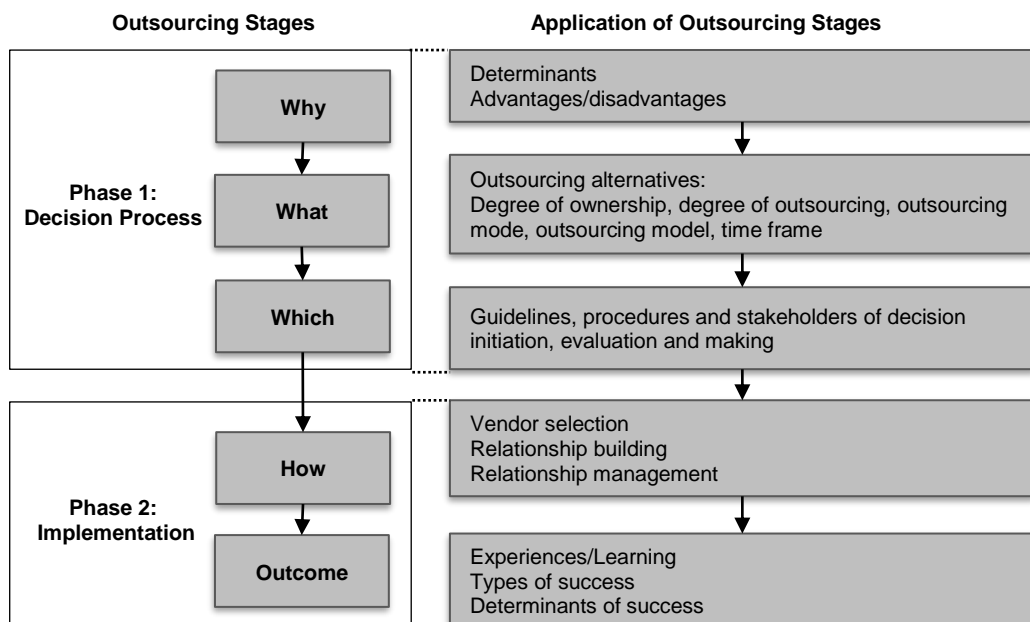 Outsourcing Stages
Application of Outsourcing Stages
Phase 1:
Decision Process
Why
What
Which
Determinants
Advantages/disadvantages
Outsourcing alternatives:
Degree of ownership, degree of outsourcing, outsourcing
mode, outsourcing model, time frame
Guidelines, procedures and stakeholders of decision
initiation, evaluation and making
Phase 2:
Implementation
How
Outcome
Vendor selection
Relationship building
Relationship management
Experiences/Learning
Types of success
Determinants of success